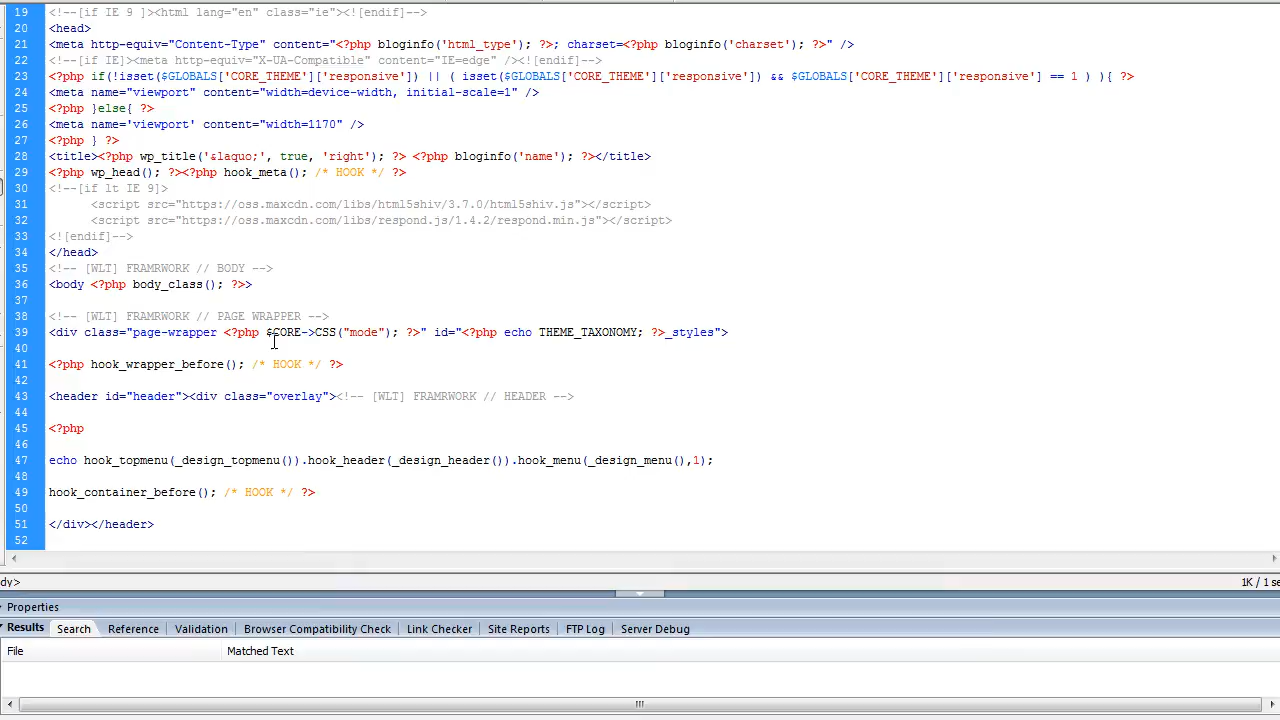 19 <!--[if IE 9 ]><html lang="en" class="ie"><![endif]-->
20 <head>
21 <meta http-equiv="Content-Type" content="<?php bloginfo('html_type'); ?>; charset=<?php bloginfo('charset'); ?>" />
22 <!--[if IE]><meta http-equiv="X-UA-Compatible" content="IE=edge" /><![endif]-->
23 <?php if(!isset($GLOBALS['CORE_THEME']['responsive']) || ( isset($GLOBALS['CORE_THEME']['responsive']) && $GLOBALS['CORE_THEME']['responsive'] == 1 ) ){ ?>
24 <meta name="viewport" content="width=device-width, initial-scale=1" />
25 <?php }else{ ?>
26 <meta name='viewport' content="width=1170" />
27 <?php } ?>
28 <title><?php wp_title('&laquo;', true, 'right'); ?> <?php bloginfo('name'); ?></title>
29 <?php wp_head(); ?><?php hook_meta(); /* HOOK */ ?>
30 <!--[if lt IE 9]>
31 <script src="https://oss.maxcdn.com/libs/html5shiv/3.7.0/html5shiv.js"></script>
32 <script src="https://oss.maxcdn.com/libs/respond.js/1.4.2/respond.min.js"></script>
33 <![endif]-->
34 </head>
35 <!-- [WLT] FRAMRWORK // BODY -->
36 <body <?php body_class(); ?>>
37
38 <!-- [WLT] FRAMRWORK // PAGE WRAPPER -->
39 <div class="page-wrapper <?php $CORE->CSS("mode"); ?>" id="<?php echo THEME_TAXONOMY; ?>_styles">
40
41 <?php hook_wrapper_before(); /* HOOK */ ?>
42
43 <header id="header"><div class="overlay"><!-- [WLT] FRAMRWORK // HEADER -->
44
45 <?php
46
47 echo hook_topmenu(_design_topmenu()).hook_header(_design_header()).hook_menu(_design_menu(),1);
48
49 hook_container_before(); /* HOOK */ ?>
50
51 </div></header>
52
dy> 1K / 1 se
Properties
Results Search Reference Validation Browser Compatibility Check Link Checker Site Reports FTP Log Server Debug
File Matched Text